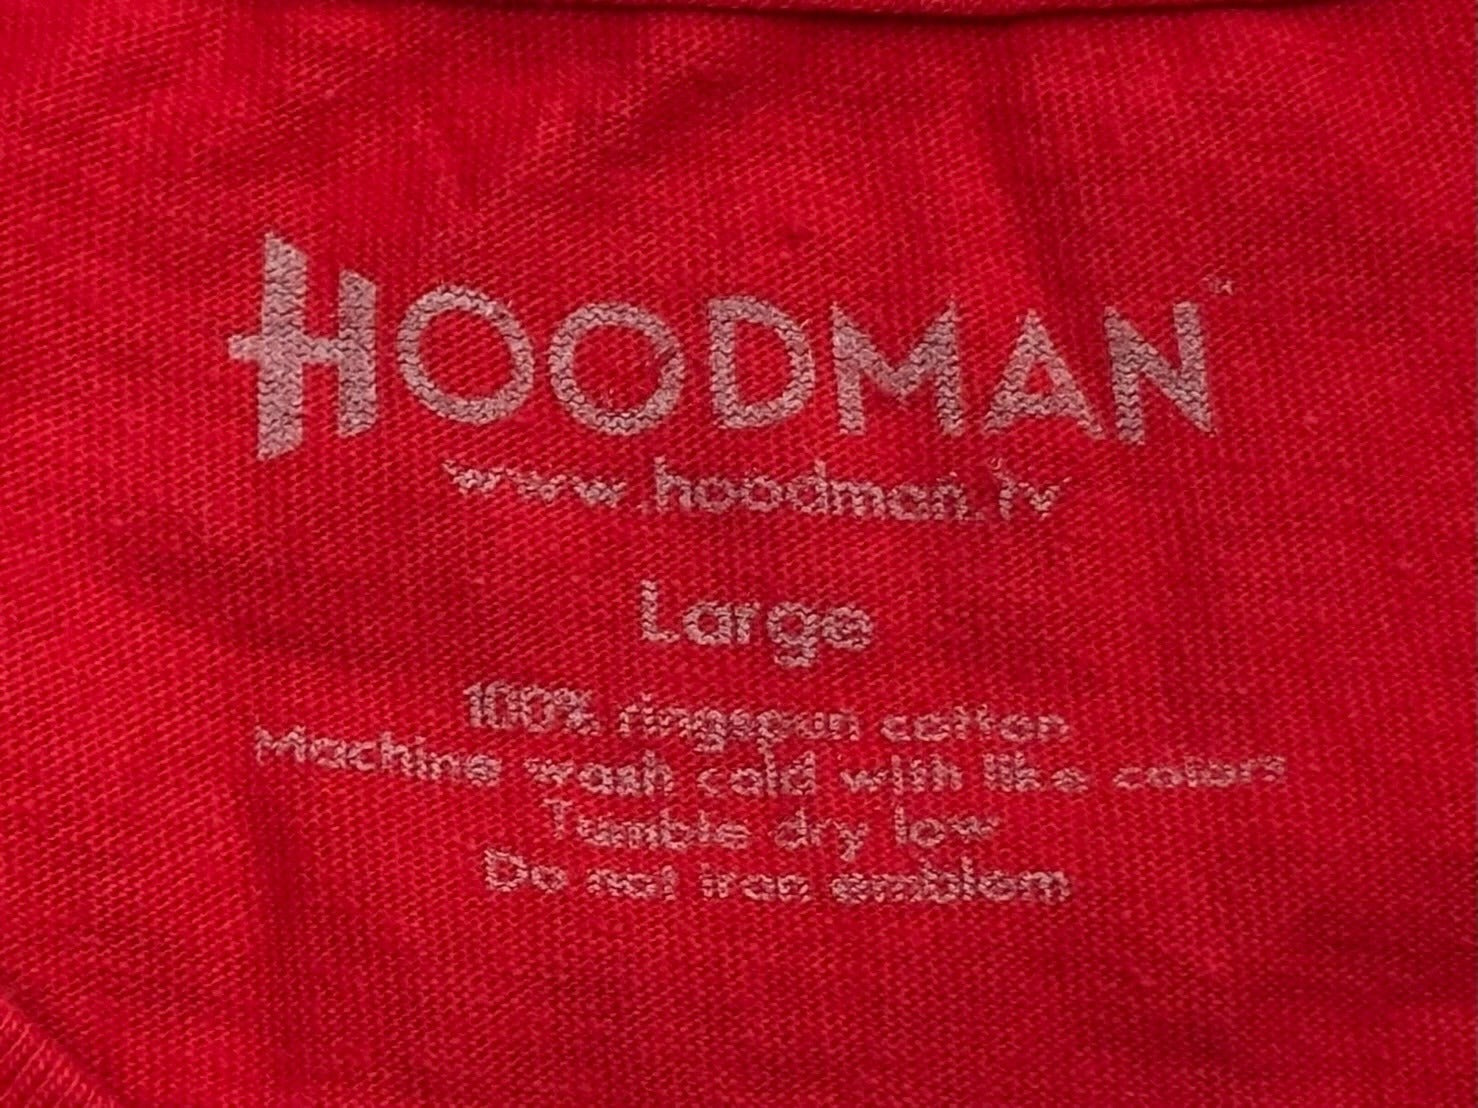 HOODMAN™
www.hoodman.tv
Large
100% ringspun cotton
Machine wash cold with like colors
Tumble dry low
Do not iron emblem